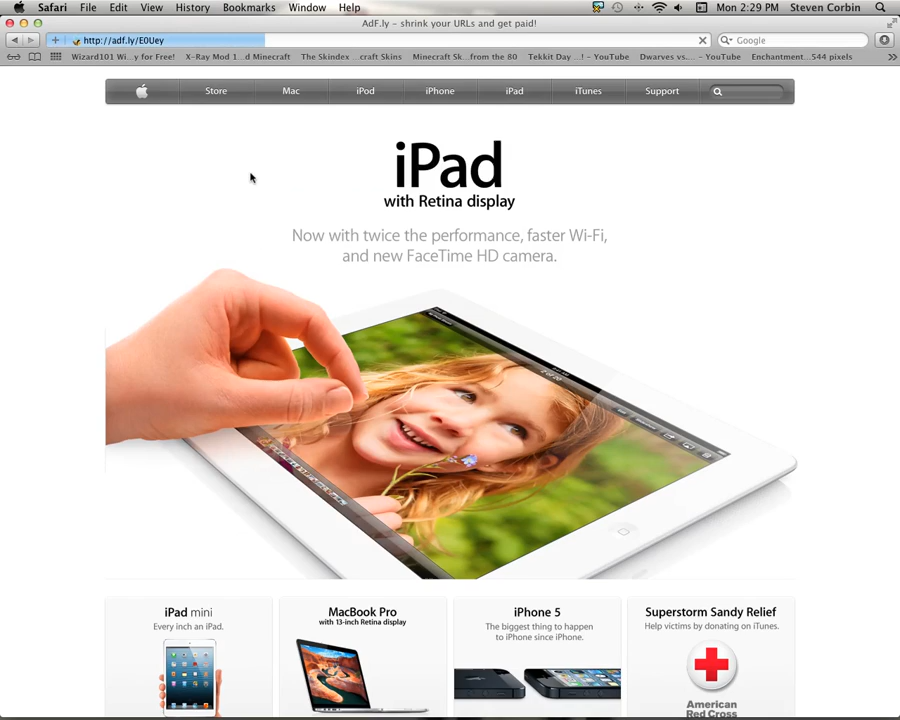 Safari File Edit View History Bookmarks Window Help Mon 2:29 PM Steven Corbin
AdF.ly – shrink your URLs and get paid!
http://adf.ly/E0Uey Google
Wizard101 Wi...y for Free! X-Ray Mod 1...d Minecraft The Skindex ...craft Skins Minecraft Sk...from the 80 Tekkit Day ...! – YouTube Dwarves vs.... – YouTube Enchantment...544 pixels
Store Mac iPod iPhone iPad iTunes Support
iPad
with Retina display
Now with twice the performance, faster Wi-Fi,
and new FaceTime HD camera.
iPad mini
Every inch an iPad.
MacBook Pro
with 13-inch Retina display
iPhone 5
The biggest thing to happen
to iPhone since iPhone.
Superstorm Sandy Relief
Help victims by donating on iTunes.
American
Red Cross